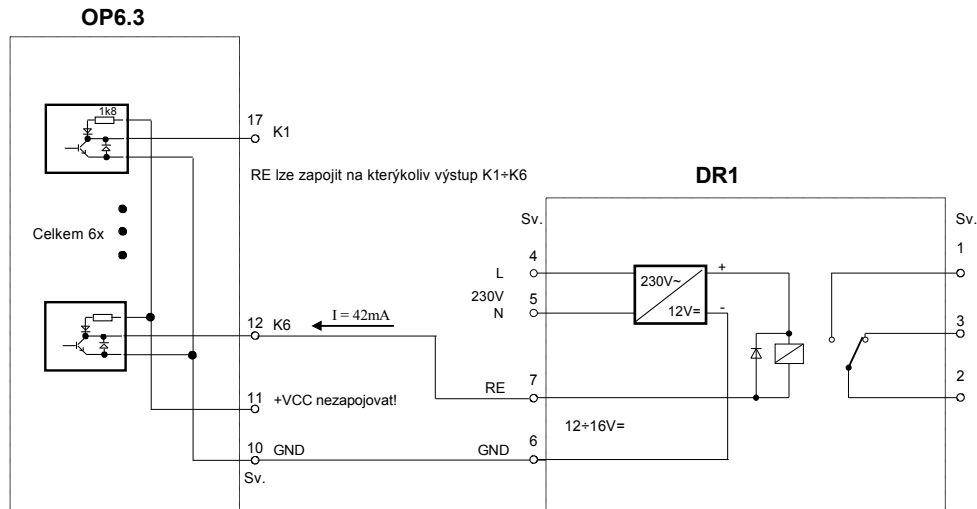 OP6.3
1k8
17
K1
RE lze zapojit na kterýkoliv výstup K1÷K6
DR1
Celkem 6x
Sv.
Sv.
4
1
L
230V~
+
230V
5
N
12V=
-
12
K6
I = 42mA
3
7
2
RE
11
+VCC nezapojovat!
12÷16V=
10
GND
GND
6
Sv.